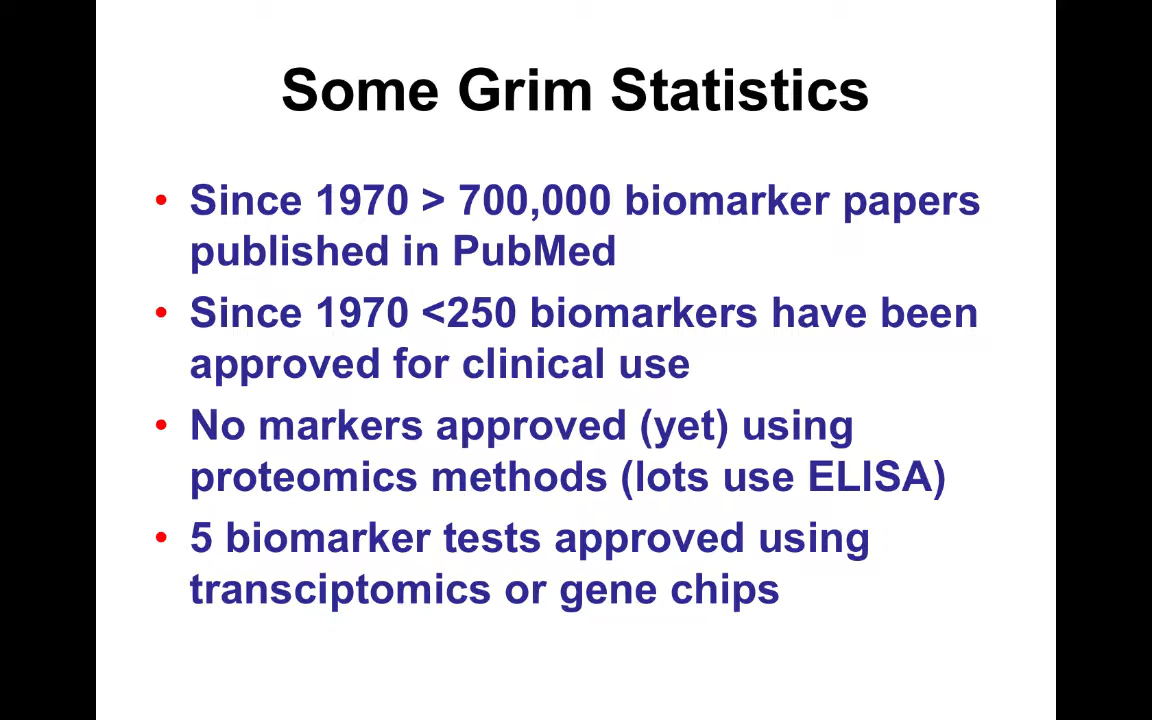 Some Grim Statistics
• Since 1970 > 700,000 biomarker papers
published in PubMed
• Since 1970 <250 biomarkers have been
approved for clinical use
• No markers approved (yet) using
proteomics methods (lots use ELISA)
• 5 biomarker tests approved using
transciptomics or gene chips